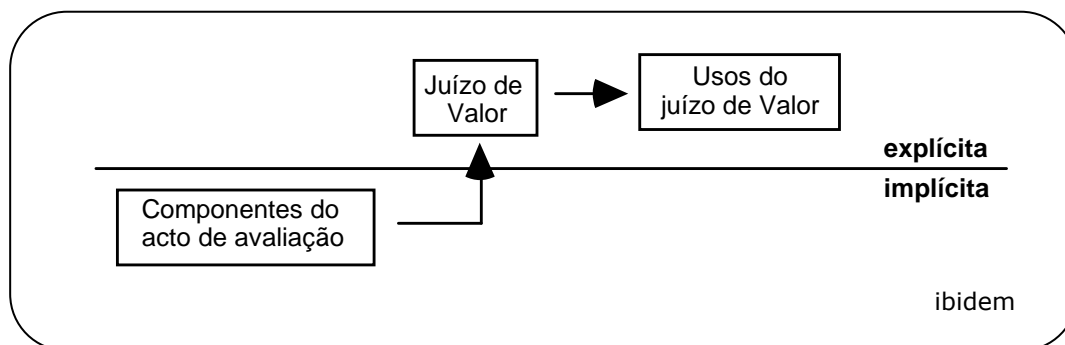 Juízo de
Valor
Usos do
juízo de Valor
explícita
implícita
Componentes do
acto de avaliação
ibidem